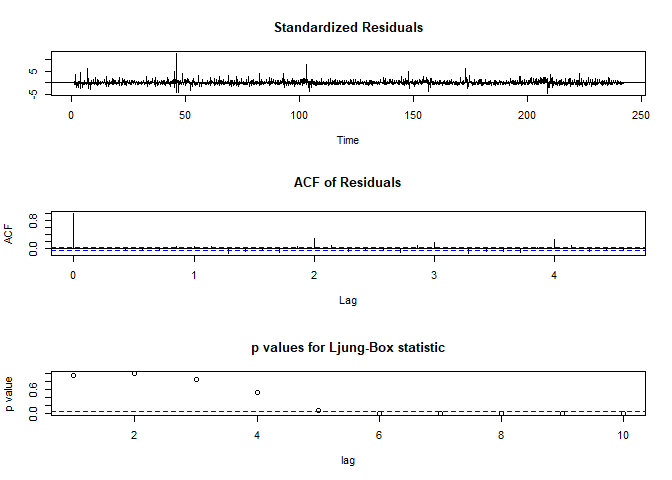 Standardized Residuals
5
-5
0 50 100 150 200 250
Time
ACF of Residuals
ACF
0.8
0.0
0 1 2 3 4
Lag
p values for Ljung-Box statistic
p value
0.6
0.0
2 4 6 8 10
lag